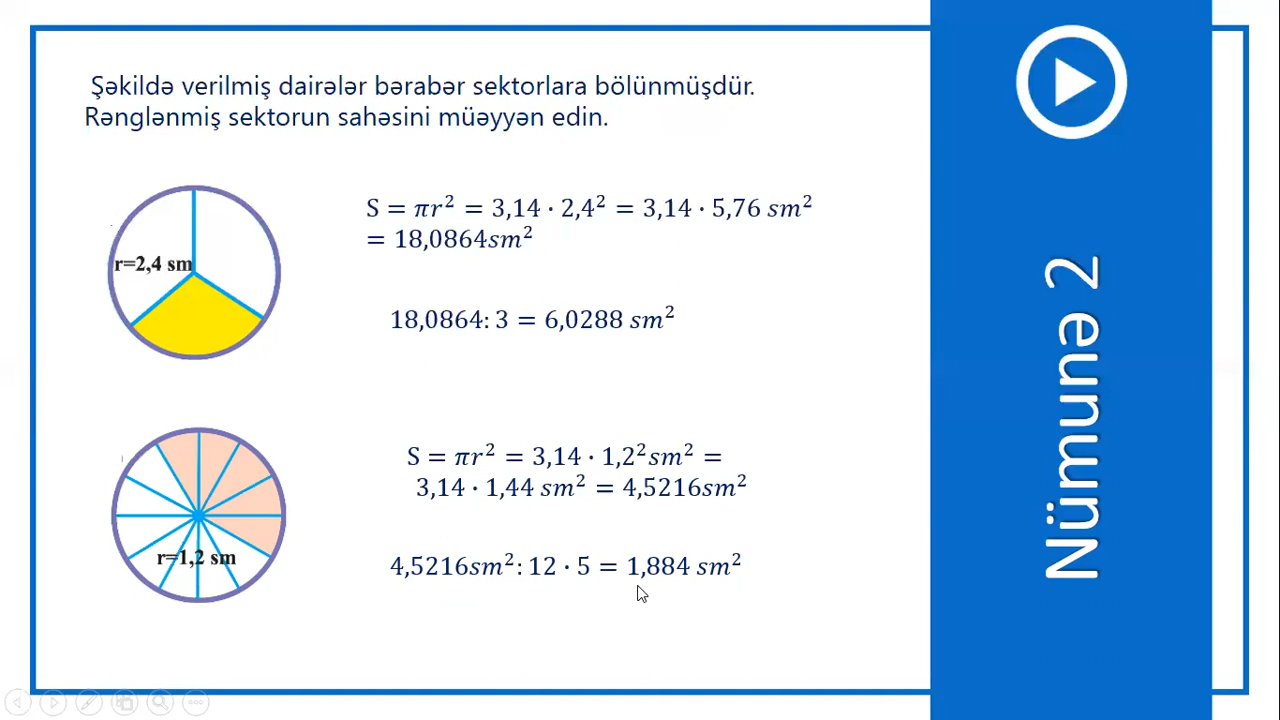 Şəkildə verilmiş dairələr bərabər sektorlara bölünmüşdür.
Rənglənmiş sektorun sahəsini müəyyən edin.
r=2,4 sm
S = πr² = 3,14 · 2,4² = 3,14 · 5,76 sm²
= 18,0864sm²
18,0864: 3 = 6,0288 sm²
r=1,2 sm
S = πr² = 3,14 · 1,2²sm² =
3,14 · 1,44 sm² = 4,5216sm²
4,5216sm²: 12 · 5 = 1,884 sm²
Nümunə 2